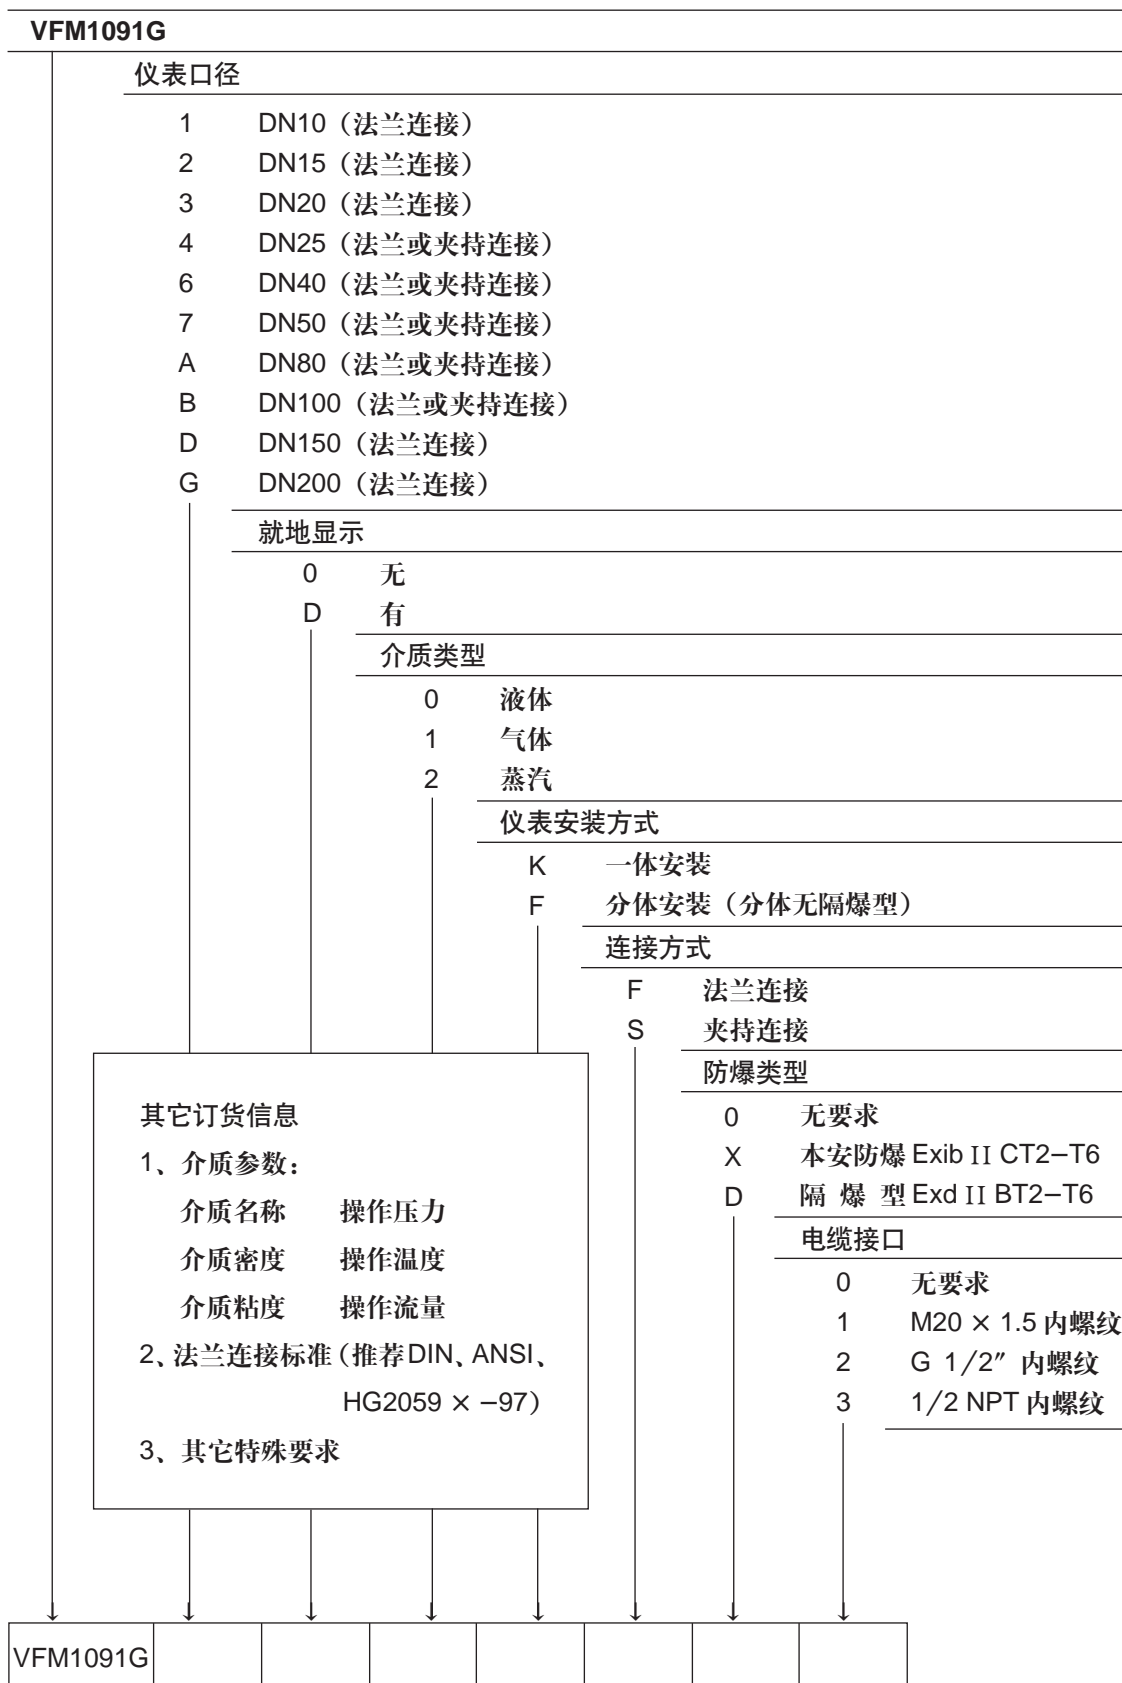 VFM1091G
仪表口径
1 DN10（法兰连接）
2 DN15（法兰连接）
3 DN20（法兰连接）
4 DN25（法兰或夹持连接）
6 DN40（法兰或夹持连接）
7 DN50（法兰或夹持连接）
A DN80（法兰或夹持连接）
B DN100（法兰或夹持连接）
D DN150（法兰连接）
G DN200（法兰连接）
就地显示
0 无
D 有
介质类型
0 液体
1 气体
2 蒸汽
仪表安装方式
K 一体安装
F 分体安装（分体无隔爆型）
连接方式
F 法兰连接
S 夹持连接
防爆类型
0 无要求
X 本安防爆 Exib II CT2−T6
D 隔 爆 型 Exd II BT2−T6
电缆接口
0 无要求
1 M20 × 1.5 内螺纹
2 G 1/2″ 内螺纹
3 1/2 NPT 内螺纹
其它订货信息
1、介质参数：
介质名称 操作压力
介质密度 操作温度
介质粘度 操作流量
2、法兰连接标准（推荐DIN、ANSI、
HG2059 × −97）
3、其它特殊要求
VFM1091G